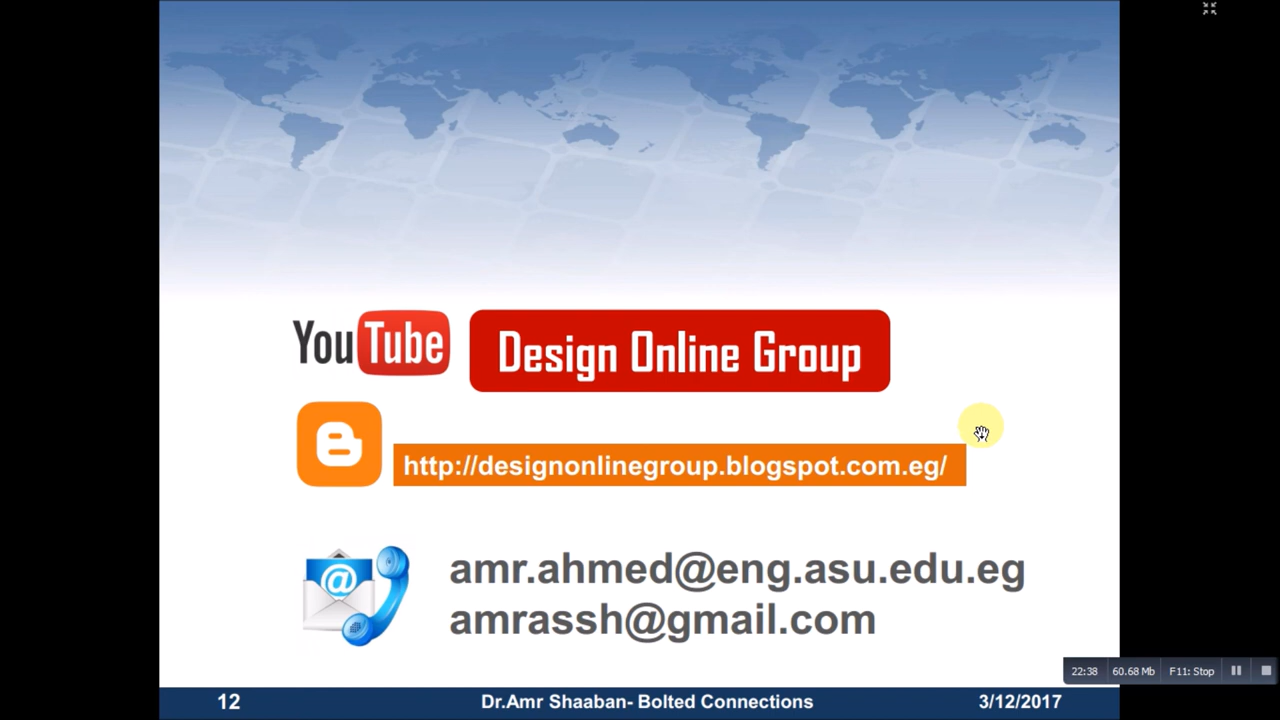 YouTube
Design Online Group
http://designonlinegroup.blogspot.com.eg/
amr.ahmed@eng.asu.edu.eg
amrassh@gmail.com
22:38 60.68 Mb F11: Stop
12 Dr.Amr Shaaban- Bolted Connections 3/12/2017